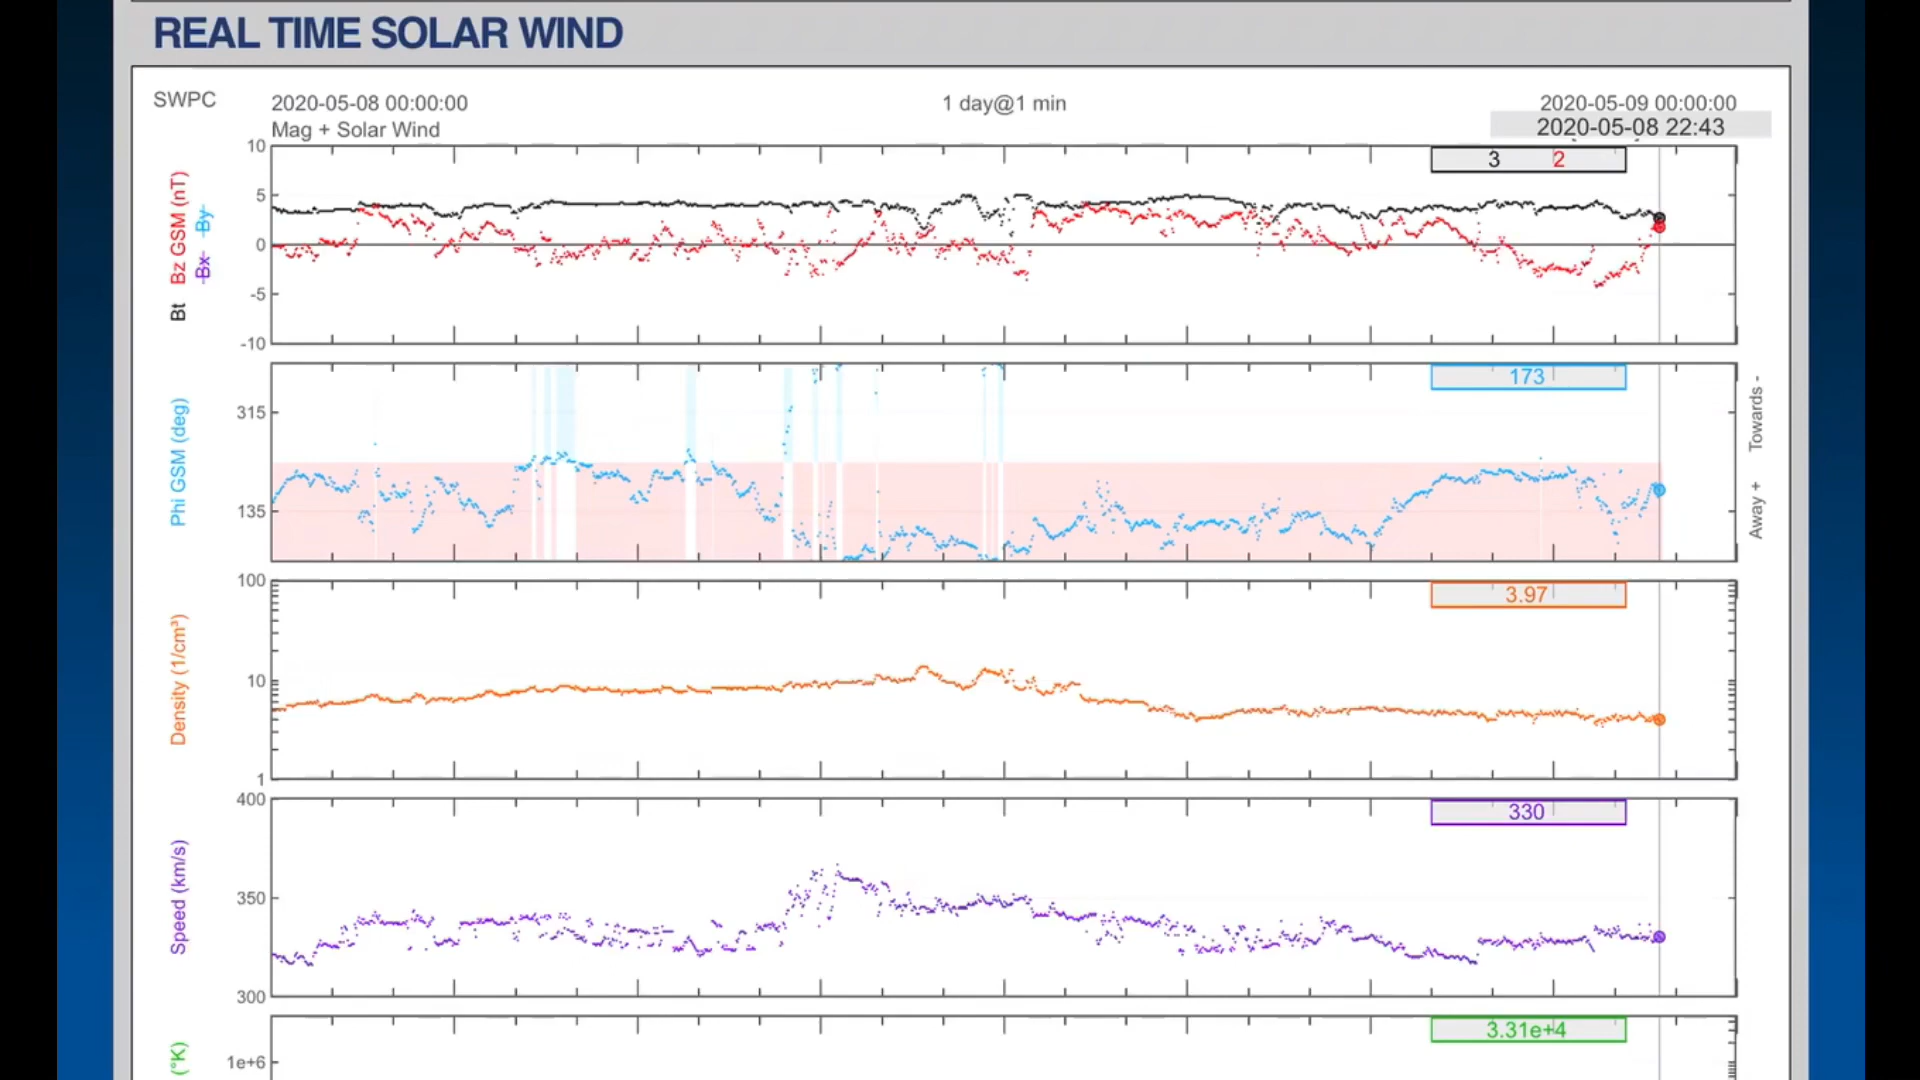 REAL TIME SOLAR WIND
SWPC
2020-05-08 00:00:00
1 day@1 min
2020-05-09 00:00:00
Mag + Solar Wind
2020-05-08 22:43
3 2
10
5
0
-5
-10
Bt Bz GSM (nT)
Bx By
173
315
135
Phi GSM (deg)
Towards -
Away +
3.97
100
10
1
Density (1/cm³)
330
400
350
300
Speed (km/s)
3.31e+4
1e+6
(°K)